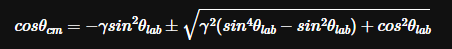 cosθ_cm = −γsin²θ_lab ± √(γ²(sin⁴θ_lab − sin²θ_lab) + cos²θ_lab)